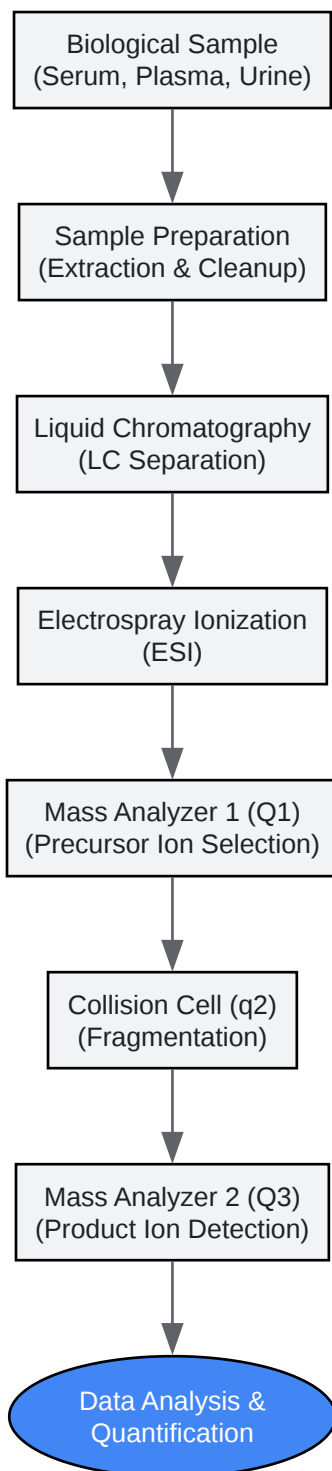 Biological Sample
(Serum, Plasma, Urine)
Sample Preparation
(Extraction & Cleanup)
Liquid Chromatography
(LC Separation)
Electrospray Ionization
(ESI)
Mass Analyzer 1 (Q1)
(Precursor Ion Selection)
Collision Cell (q2)
(Fragmentation)
Mass Analyzer 2 (Q3)
(Product Ion Detection)
Data Analysis &
Quantification